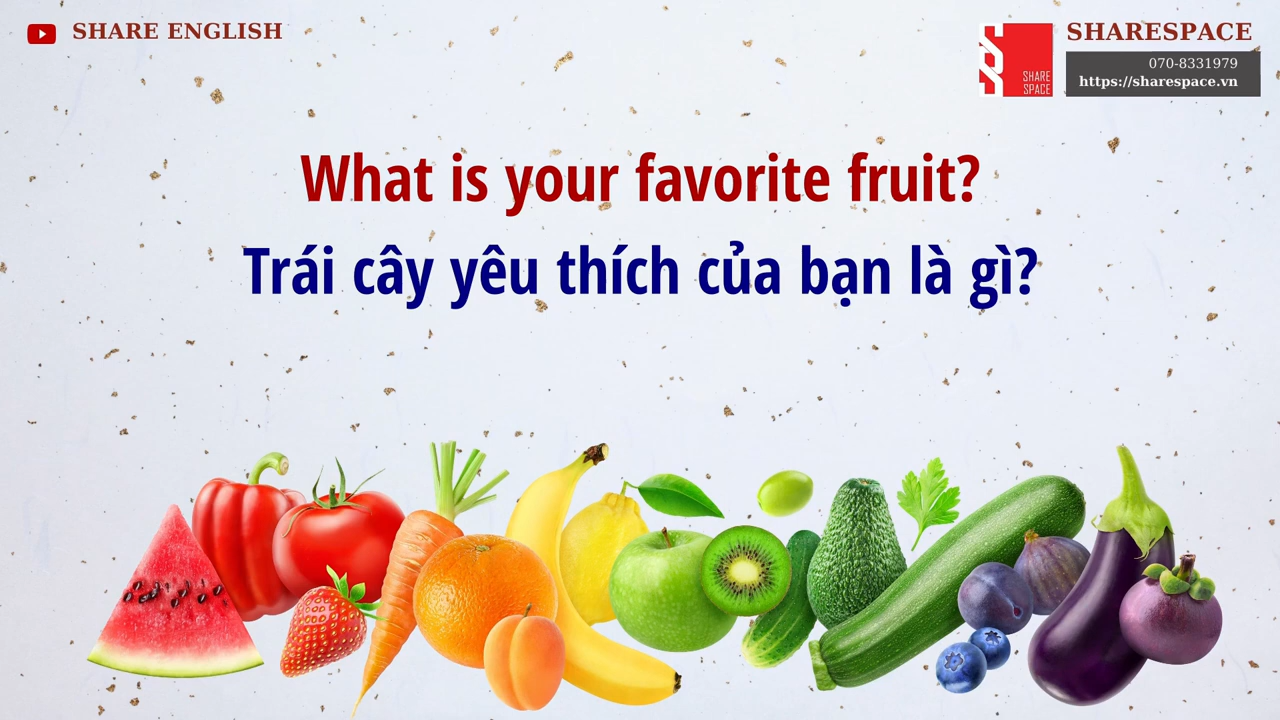 SHARE ENGLISH
SHARESPACE
070-8331979
https://sharespace.vn
SHARE
SPACE
What is your favorite fruit?
Trái cây yêu thích của bạn là gì?